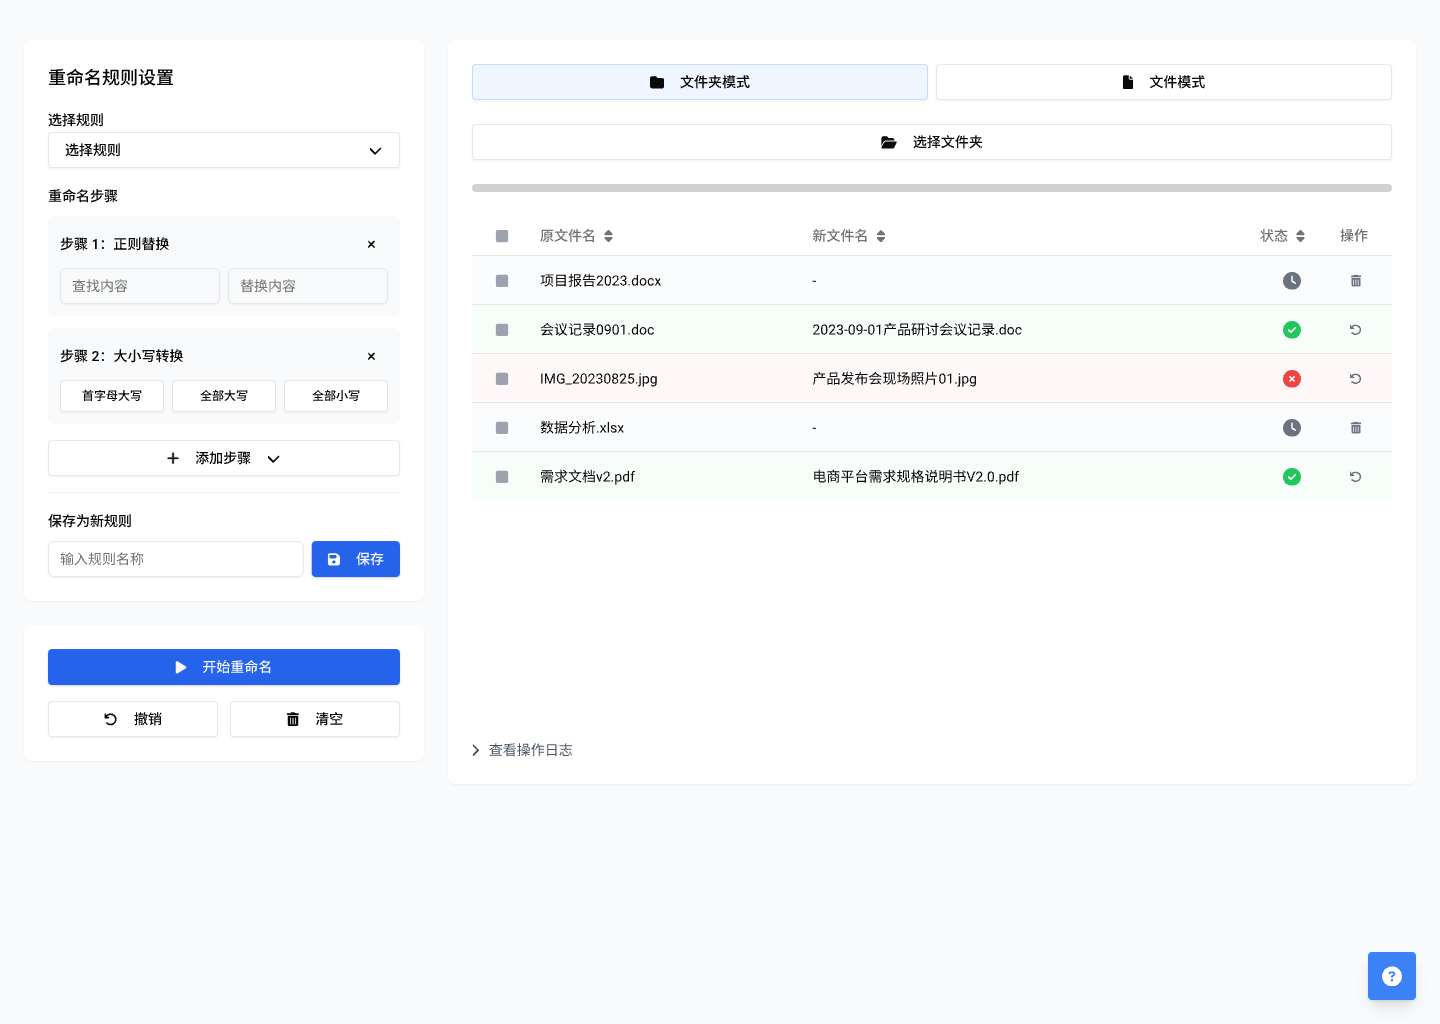 重命名规则设置
选择规则
选择规则
重命名步骤
步骤 1：正则替换
查找内容 替换内容
步骤 2：大小写转换
首字母大写 全部大写 全部小写
添加步骤
保存为新规则
输入规则名称 保存
开始重命名
撤销 清空
文件夹模式 文件模式
选择文件夹
原文件名 新文件名 状态 操作
项目报告2023.docx -
会议记录0901.doc 2023-09-01产品研讨会议记录.doc
IMG_20230825.jpg 产品发布会现场照片01.jpg
数据分析.xlsx -
需求文档v2.pdf 电商平台需求规格说明书V2.0.pdf
查看操作日志